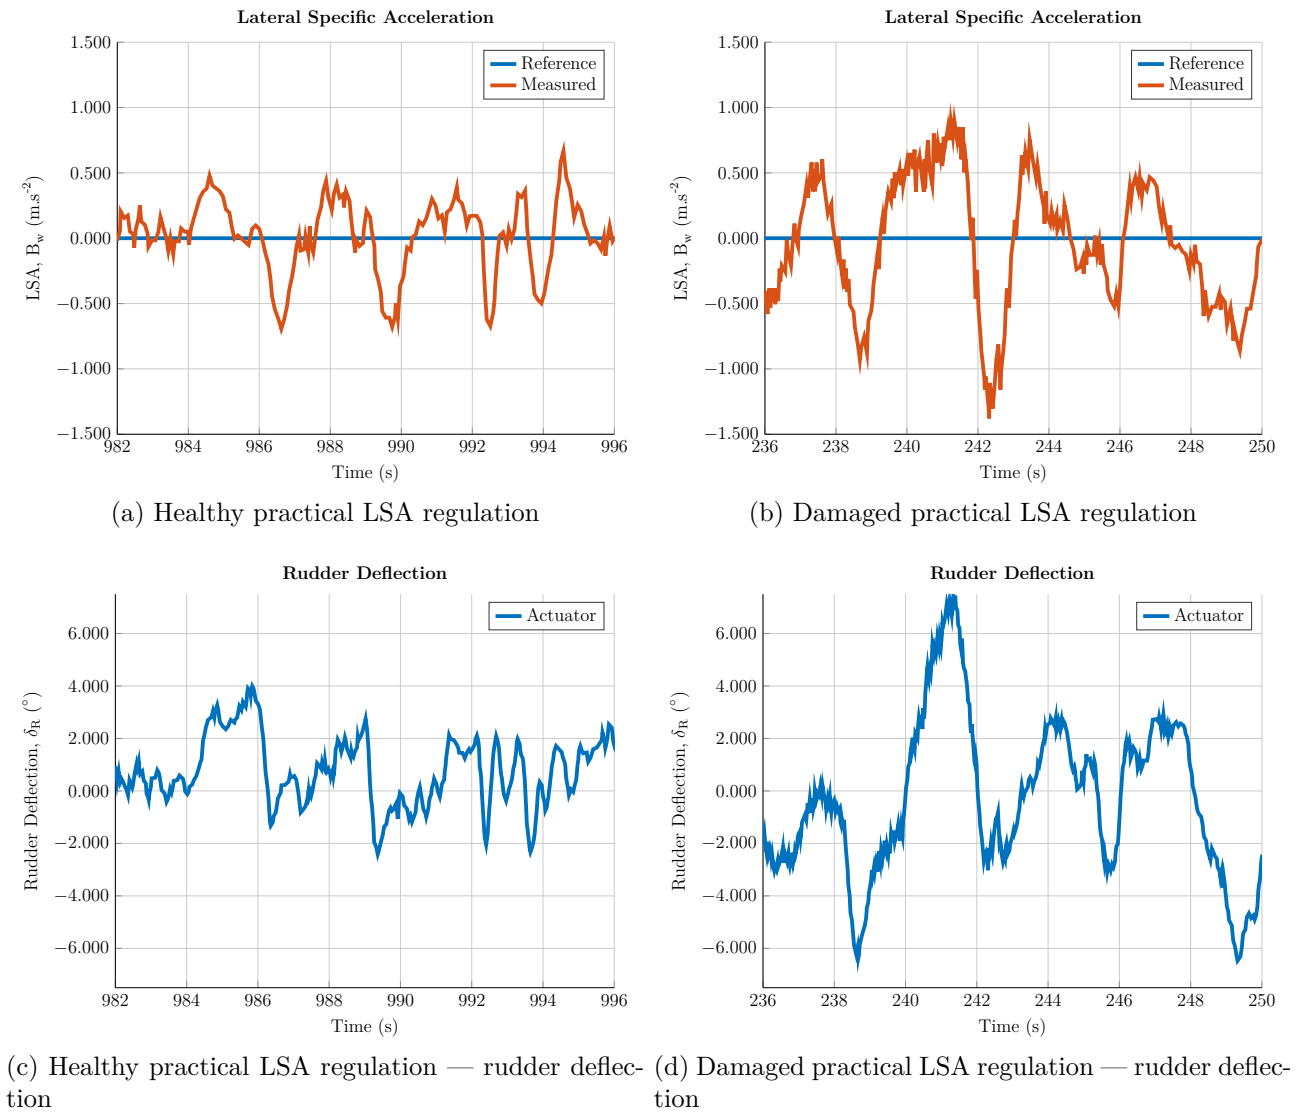 Lateral Specific Acceleration
1.500
1.000
0.500
0.000
−0.500
−1.000
−1.500
LSA, B_w (m.s⁻²)
Reference
Measured
982 984 986 988 990 992 994 996
Time (s)
(a) Healthy practical LSA regulation
Lateral Specific Acceleration
1.500
1.000
0.500
0.000
−0.500
−1.000
−1.500
LSA, B_w (m.s⁻²)
Reference
Measured
236 238 240 242 244 246 248 250
Time (s)
(b) Damaged practical LSA regulation
Rudder Deflection
6.000
4.000
2.000
0.000
−2.000
−4.000
−6.000
Rudder Deflection, δ_R (°)
Actuator
982 984 986 988 990 992 994 996
Time (s)
(c) Healthy practical LSA regulation — rudder deflec-
tion
Rudder Deflection
6.000
4.000
2.000
0.000
−2.000
−4.000
−6.000
Rudder Deflection, δ_R (°)
Actuator
236 238 240 242 244 246 248 250
Time (s)
(d) Damaged practical LSA regulation — rudder deflec-
tion